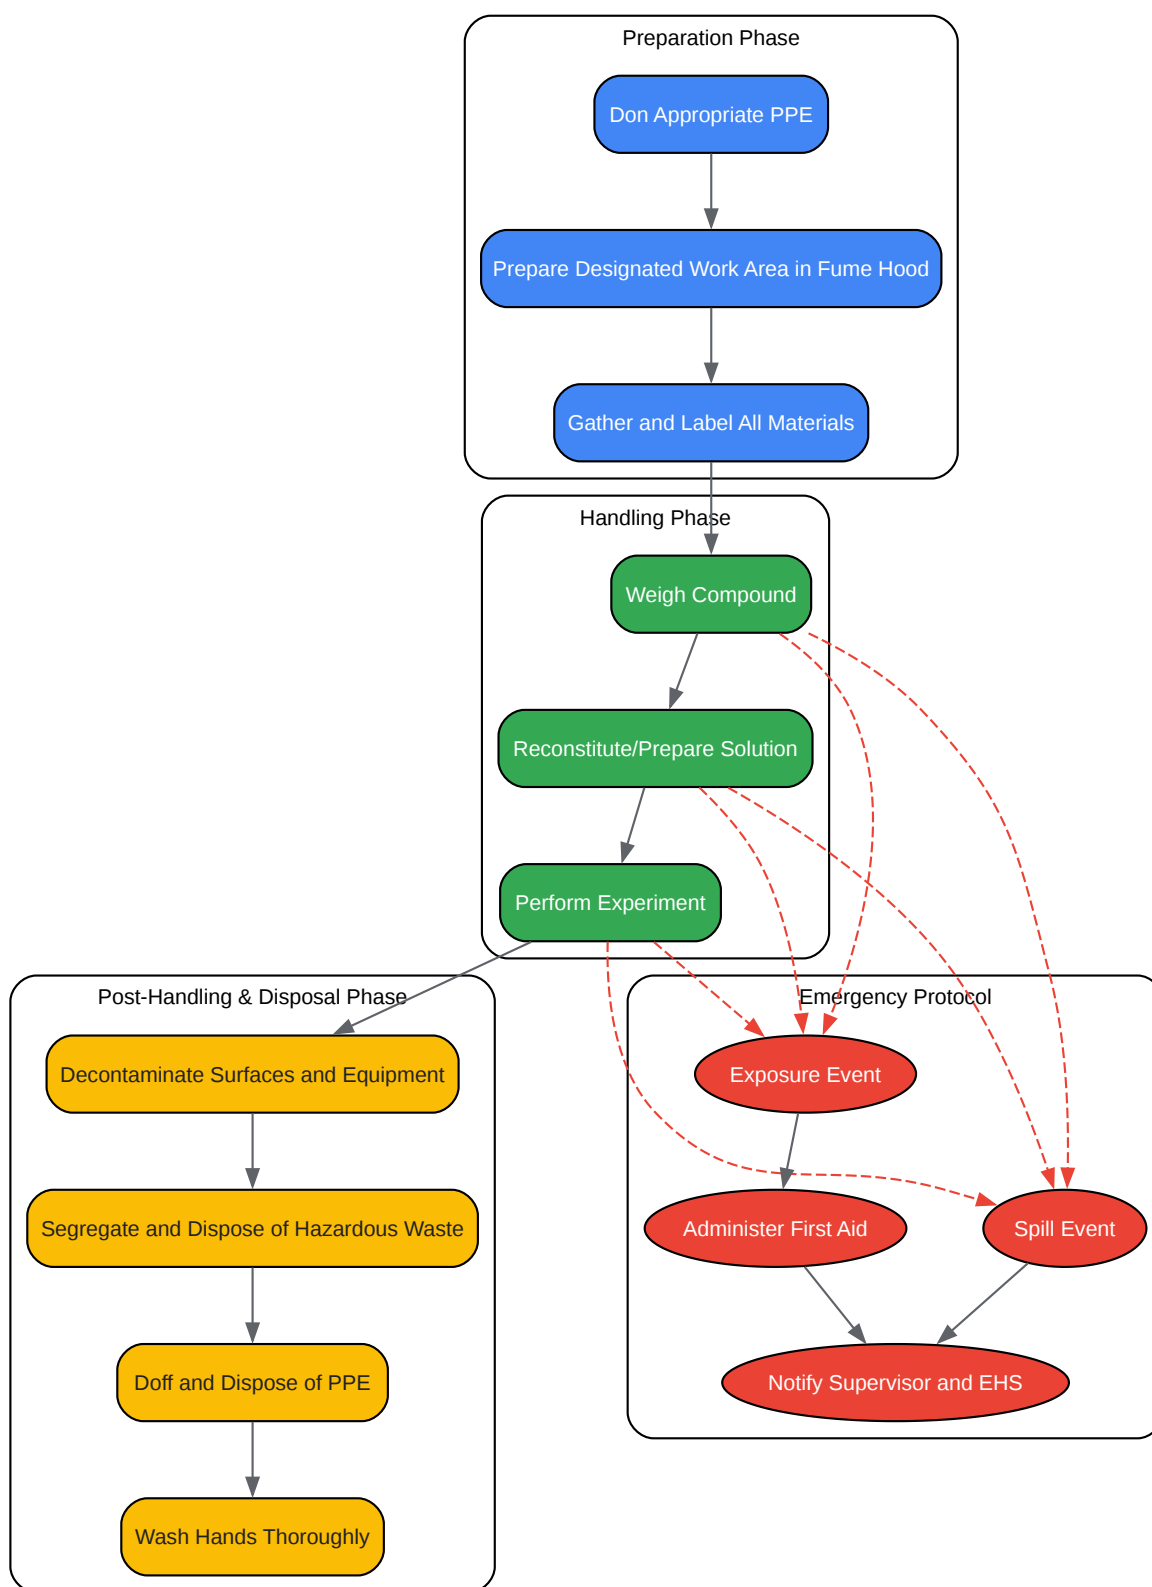 Preparation Phase
Don Appropriate PPE
Prepare Designated Work Area in Fume Hood
Gather and Label All Materials
Handling Phase
Weigh Compound
Reconstitute/Prepare Solution
Perform Experiment
Post-Handling & Disposal Phase
Decontaminate Surfaces and Equipment
Segregate and Dispose of Hazardous Waste
Doff and Dispose of PPE
Wash Hands Thoroughly
Emergency Protocol
Exposure Event
Administer First Aid
Spill Event
Notify Supervisor and EHS